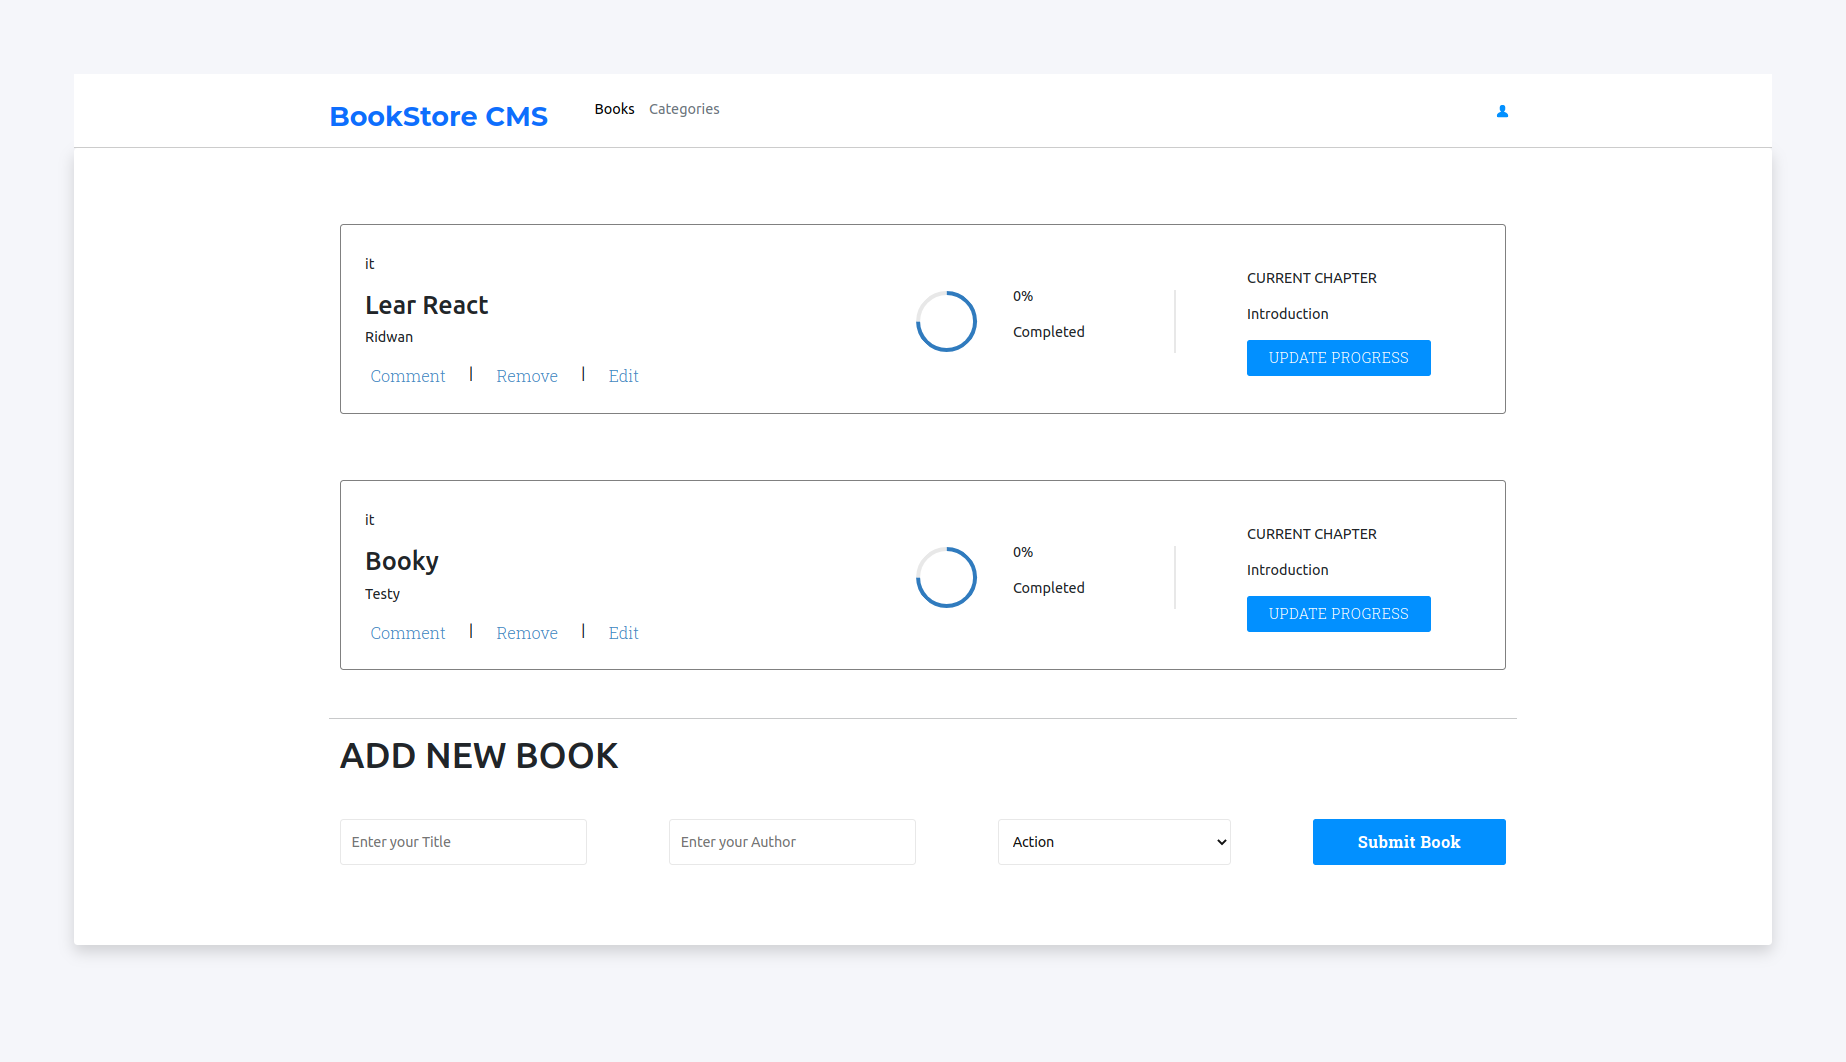 BookStore CMS Books Categories
it
Lear React
Ridwan
Comment | Remove | Edit
0%
Completed
CURRENT CHAPTER
Introduction
UPDATE PROGRESS
it
Booky
Testy
Comment | Remove | Edit
0%
Completed
CURRENT CHAPTER
Introduction
UPDATE PROGRESS
ADD NEW BOOK
Enter your Title Enter your Author Action Submit Book